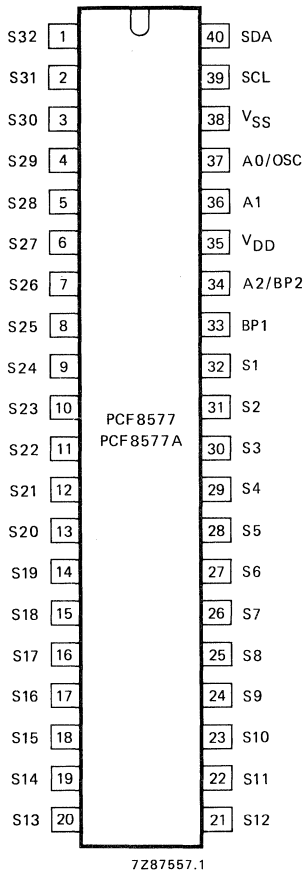 S32 1 40 SDA
S31 2 39 SCL
S30 3 38 VSS
S29 4 37 A0/OSC
S28 5 36 A1
S27 6 35 VDD
S26 7 34 A2/BP2
S25 8 33 BP1
S24 9 32 S1
S23 10 31 S2
PCF8577
PCF8577A
S22 11 30 S3
S21 12 29 S4
S20 13 28 S5
S19 14 27 S6
S18 15 26 S7
S17 16 25 S8
S16 17 24 S9
S15 18 23 S10
S14 19 22 S11
S13 20 21 S12
7Z87557.1